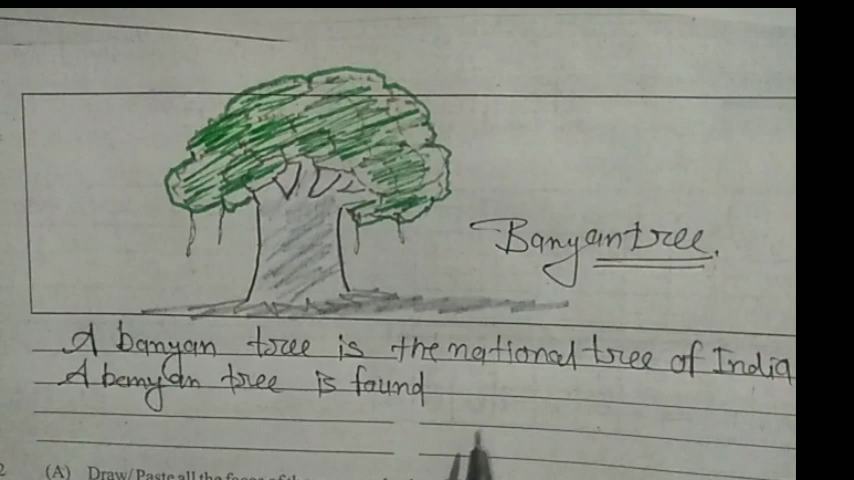 Banyan tree.
A banyan tree is the national tree of India
A banyan tree is found
(A) Draw/Paste all the